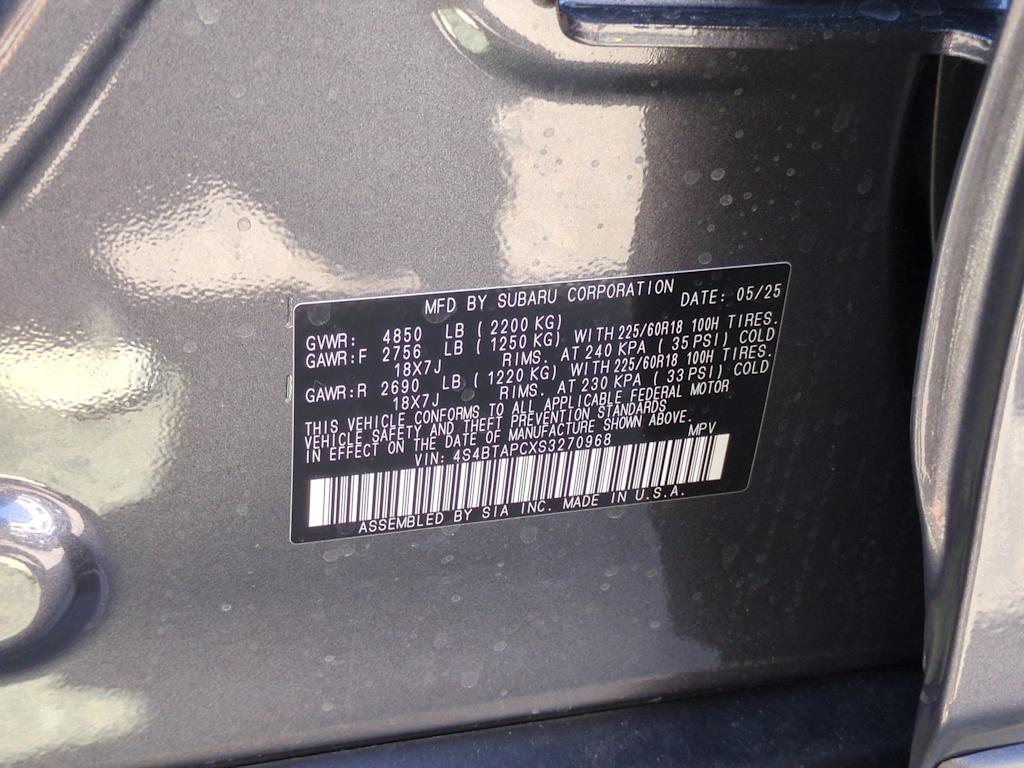 MFD BY SUBARU CORPORATION DATE: 05/25
GVWR: 4850 LB ( 2200 KG)
GAWR:F 2756 LB ( 1250 KG) WITH 225/60R18 100H TIRES.
18X7J RIMS. AT 240 KPA ( 35 PSI) COLD
GAWR:R 2690 LB ( 1220 KG) WITH 225/60R18 100H TIRES.
18X7J RIMS. AT 230 KPA ( 33 PSI) COLD
THIS VEHICLE CONFORMS TO ALL APPLICABLE FEDERAL MOTOR
VEHICLE SAFETY AND THEFT PREVENTION STANDARDS
IN EFFECT ON THE DATE OF MANUFACTURE SHOWN ABOVE.
VIN: 4S4BTAPCXS3270968 MPV
ASSEMBLED BY SIA INC. MADE IN U.S.A.